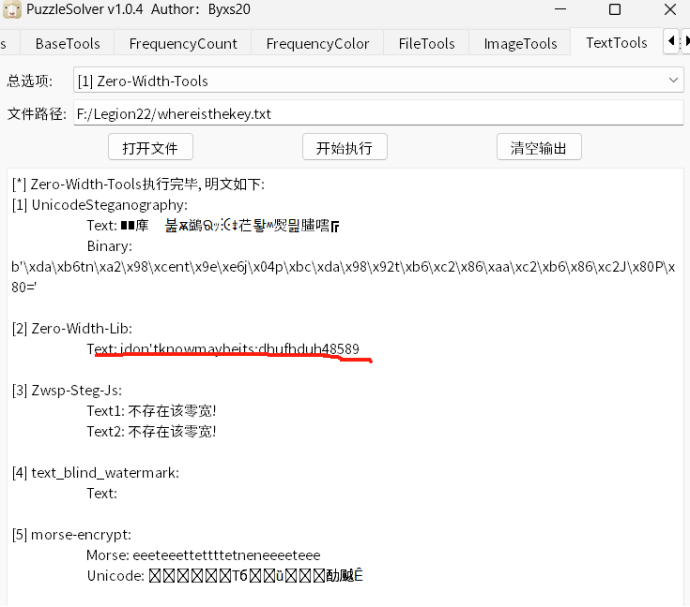 PuzzleSolver v1.0.4 Author: Byxs20
s BaseTools FrequencyCount FrequencyColor FileTools ImageTools TextTools
总选项: [1] Zero-Width-Tools
文件路径: F:/Legion22/whereisthekey.txt
打开文件 开始执行 清空输出
[*] Zero-Width-Tools执行完毕, 明文如下:
[1] UnicodeSteganography:
Text:
Binary:
b'\xda\xb6tn\xa2\x98\xcent\x9e\xe6j\x04p\xbc\xda\x98\x92t\xb6\xc2\x86\xaa\xc2\xb6\x86\xc2J\x80P\x
80='
[2] Zero-Width-Lib:
Text: idon'tknowmaybeits:dhufhduh48589
[3] Zwsp-Steg-Js:
Text1: 不存在该零宽!
Text2: 不存在该零宽!
[4] text_blind_watermark:
Text:
[5] morse-encrypt:
Morse: eeeteeettettttetneneeeeteee
Unicode: